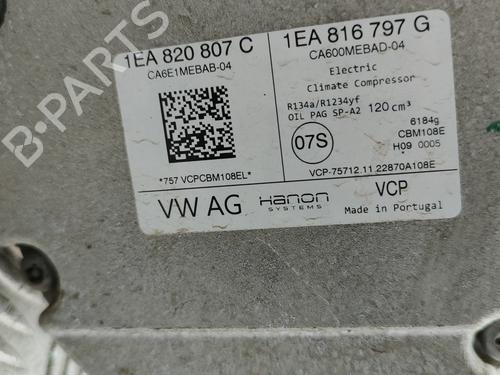 1EA 820 807 C
CA6E1MEBAB-04
*757 VCPCBM108EL*
VW AG
1EA 816 797 G
CA600MEBAD-04
Electric
Climate Compressor
R134a/R1234yf
OIL PAG SP-A2 120 cm³
07S
6184g
CBM108E
H09 0005
VCP-75712.11.22870A108E
Hanon
SYSTEMS
VCP
Made in Portugal
B-PARTS